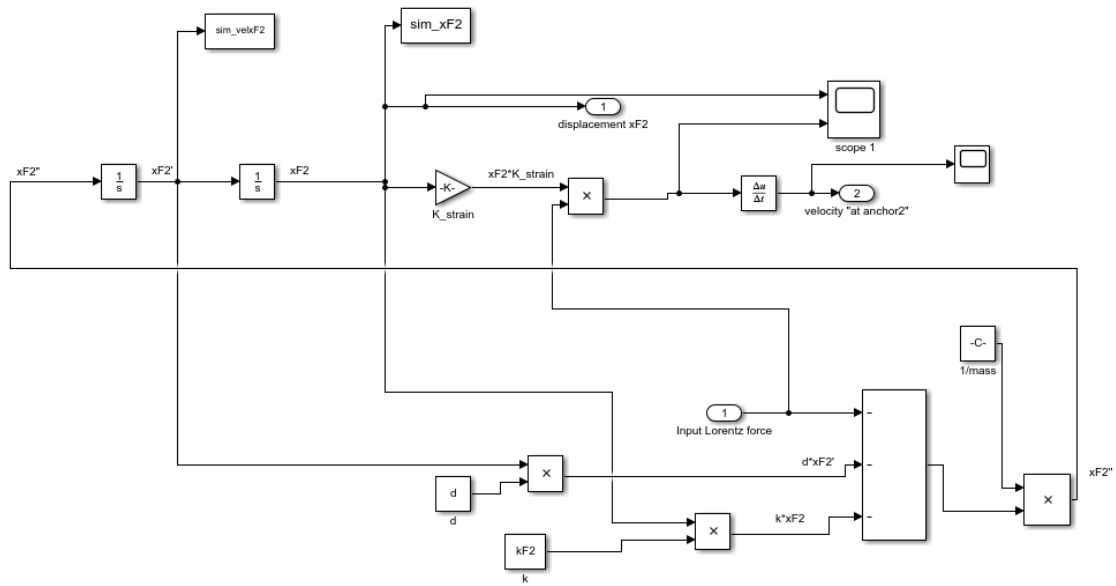 sim_velxF2
sim_xF2
1
displacement xF2
scope 1
xF2"
1
s
xF2'
1
s
xF2
-K-
K_strain
xF2*K_strain
×
Δu
Δt
2
velocity "at anchor2"
-C-
1/mass
1
Input Lorentz force
−
d
d
×
d*xF2'
−
kF2
k
×
k*xF2
−
×
xF2"